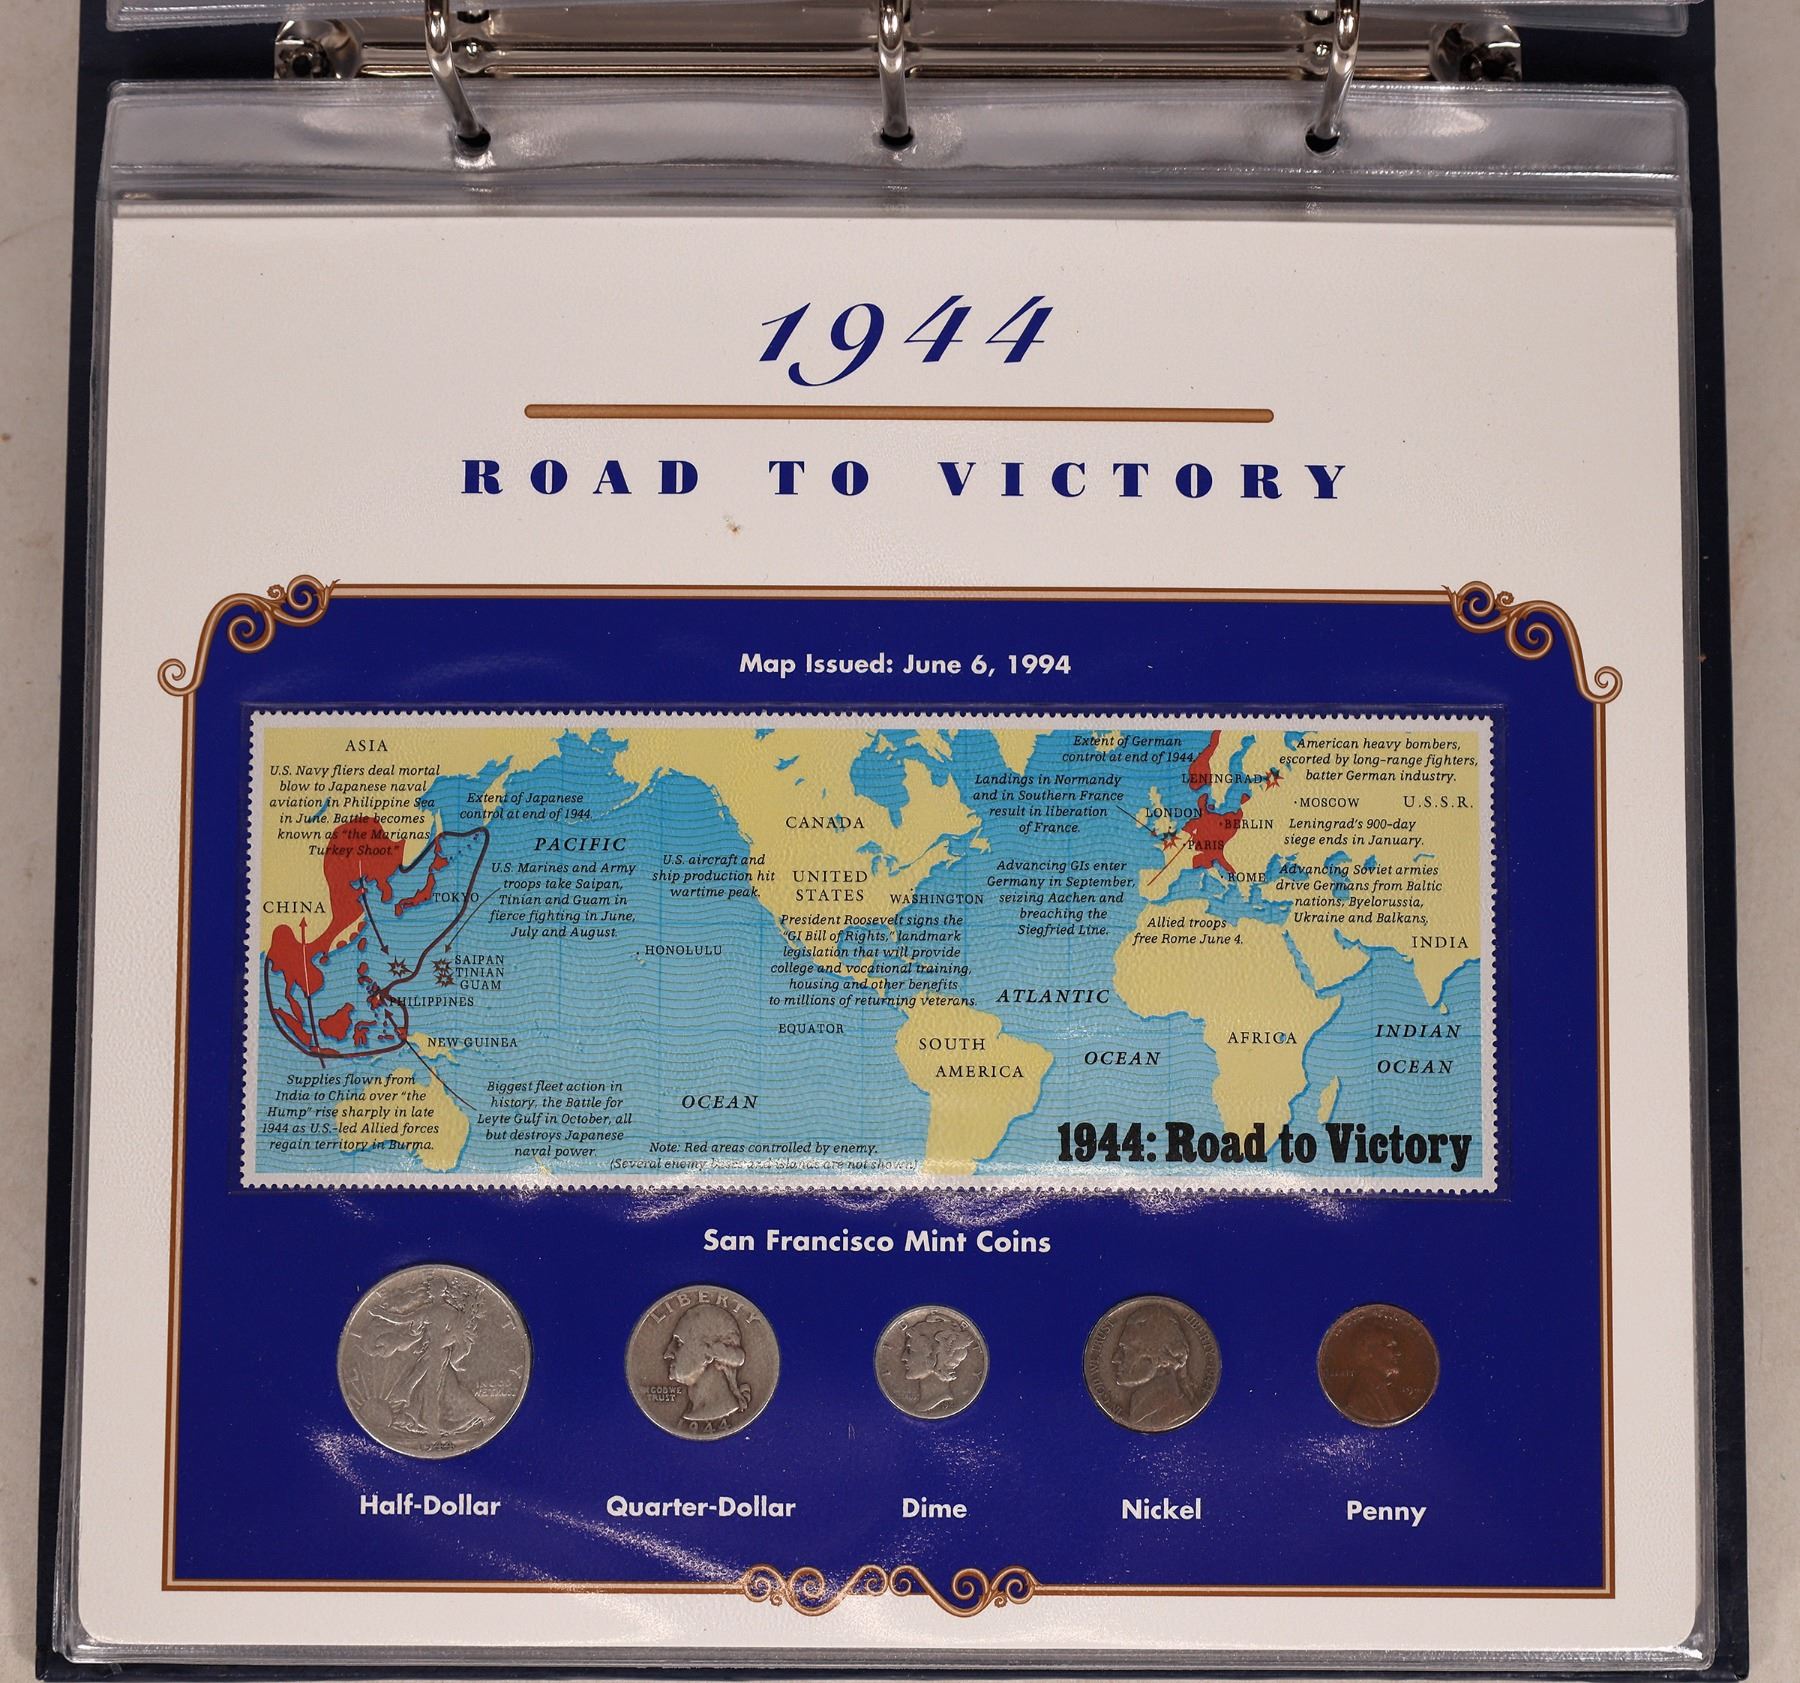 1944
ROAD TO VICTORY
Map Issued: June 6, 1994
ASIA
U.S. Navy fliers deal mortal
blow to Japanese naval
aviation in Philippine Sea
in June. Battle becomes
known as "the Marianas
Turkey Shoot."
Extent of Japanese
control at end of 1944.
PACIFIC
U.S. Marines and Army
troops take Saipan,
Tinian and Guam in
fierce fighting in June,
July and August.
CHINA
TOKYO
SAIPAN
TINIAN
GUAM
PHILIPPINES
NEW GUINEA
Supplies flown from
India to China over "the
Hump" rise sharply in late
1944 as U.S.-led Allied forces
regain territory in Burma.
Biggest fleet action in
history, the Battle for
Leyte Gulf in October, all
but destroys Japanese
naval power.
U.S. aircraft and
ship production hit
wartime peak.
HONOLULU
OCEAN
Note: Red areas controlled by enemy.
(Several enemy bases and islands are not shown)
CANADA
UNITED
STATES
WASHINGTON
President Roosevelt signs the
"GI Bill of Rights," landmark
legislation that will provide
college and vocational training,
housing and other benefits
to millions of returning veterans.
EQUATOR
SOUTH
AMERICA
Extent of German
control at end of 1944.
Landings in Normandy
and in Southern France
result in liberation
of France.
Advancing GIs enter
Germany in September,
seizing Aachen and
breaching the
Siegfried Line.
ATLANTIC
OCEAN
LENINGRAD
LONDON
BERLIN
PARIS
ROME
Allied troops
free Rome June 4.
American heavy bombers,
escorted by long-range fighters,
batter German industry.
MOSCOW
U.S.S.R.
Leningrad's 900-day
siege ends in January.
Advancing Soviet armies
drive Germans from Baltic
nations, Byelorussia,
Ukraine and Balkans.
INDIA
AFRICA
INDIAN
OCEAN
1944: Road to Victory
San Francisco Mint Coins
LIBERTY
IN GOD WE
TRUST
1944
Half-Dollar
Quarter-Dollar
Dime
Nickel
Penny